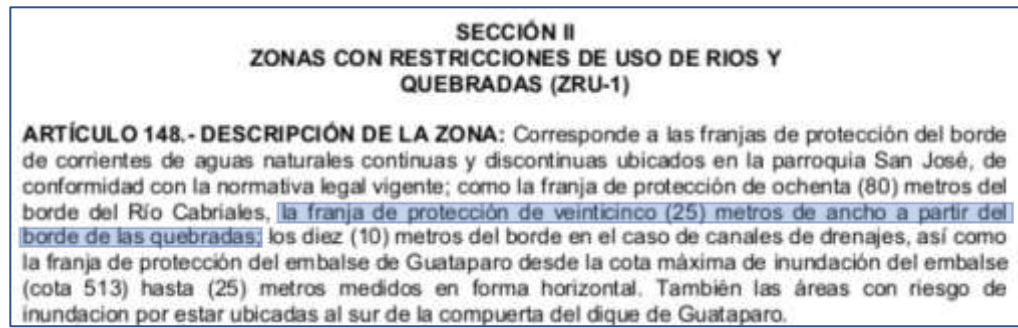 SECCIÓN II
ZONAS CON RESTRICCIONES DE USO DE RIOS Y
QUEBRADAS (ZRU-1)
ARTÍCULO 148.- DESCRIPCIÓN DE LA ZONA: Corresponde a las franjas de protección del borde
de corrientes de aguas naturales continuas y discontinuas ubicados en la parroquia San José, de
conformidad con la normativa legal vigente; como la franja de protección de ochenta (80) metros del
borde del Río Cabriales, la franja de protección de veinticinco (25) metros de ancho a partir del
borde de las quebradas; los diez (10) metros del borde en el caso de canales de drenajes, así como
la franja de protección del embalse de Guataparo desde la cota máxima de inundación del embalse
(cota 513) hasta (25) metros medidos en forma horizontal. También las áreas con riesgo de
inundacion por estar ubicadas al sur de la compuerta del dique de Guataparo.